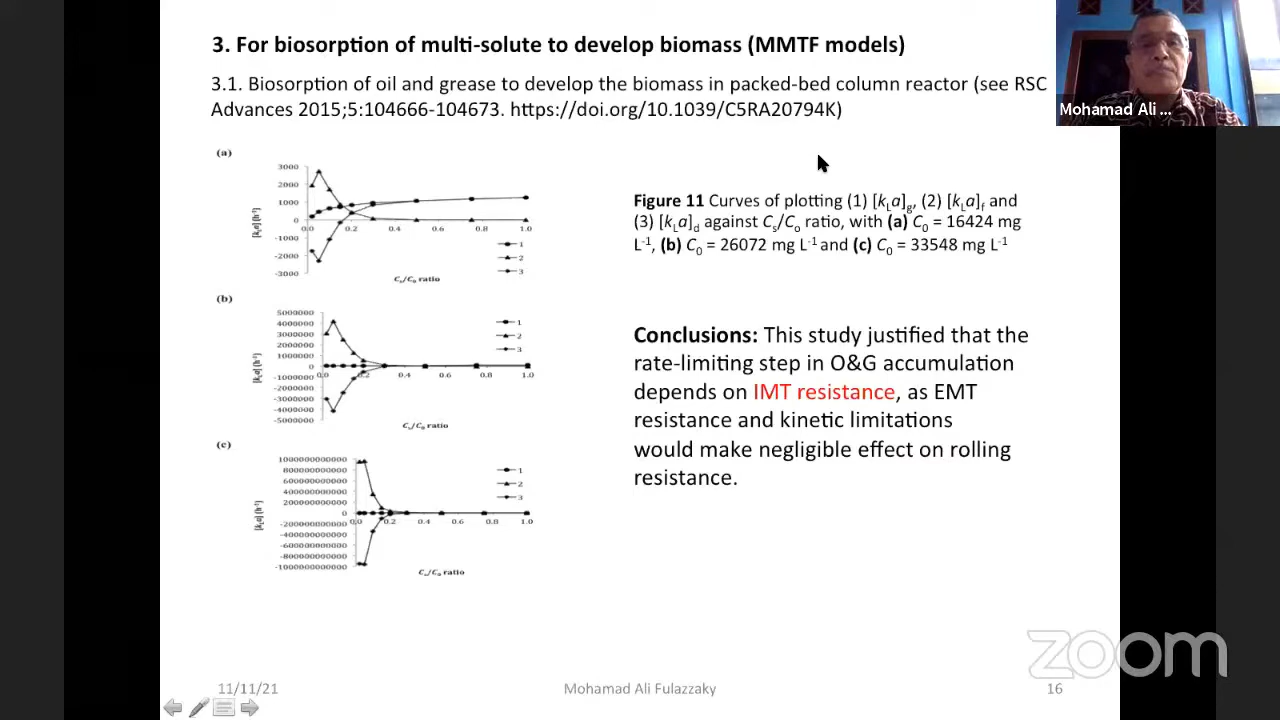 3. For biosorption of multi-solute to develop biomass (MMTF models)
3.1. Biosorption of oil and grease to develop the biomass in packed-bed column reactor (see RSC
Advances 2015;5:104666-104673. https://doi.org/10.1039/C5RA20794K)
Mohamad Ali ...
(a)
3000
2000
1000
0
-1000
-2000
-3000
0.0 0.2 0.4 0.6 0.8 1.0
[kLa] (h-1)
Cs/Co ratio
1
2
3
(b)
5000000
4000000
3000000
2000000
1000000
0
-1000000
-2000000
-3000000
-4000000
-5000000
0.0 0.2 0.4 0.6 0.8 1.0
[kLa] (h-1)
Cs/Co ratio
1
2
3
(c)
1000000000000
800000000000
600000000000
400000000000
200000000000
0
-200000000000
-400000000000
-600000000000
-800000000000
-1000000000000
0.0 0.2 0.4 0.6 0.8 1.0
[kLa] (h-1)
Cs/Co ratio
1
2
3
Figure 11 Curves of plotting (1) [kLa]g, (2) [kLa]f and
(3) [kLa]d against Cs/Co ratio, with (a) C0 = 16424 mg
L-1, (b) C0 = 26072 mg L-1 and (c) C0 = 33548 mg L-1
Conclusions: This study justified that the
rate-limiting step in O&G accumulation
depends on IMT resistance, as EMT
resistance and kinetic limitations
would make negligible effect on rolling
resistance.
zoom
11/11/21
Mohamad Ali Fulazzaky
16